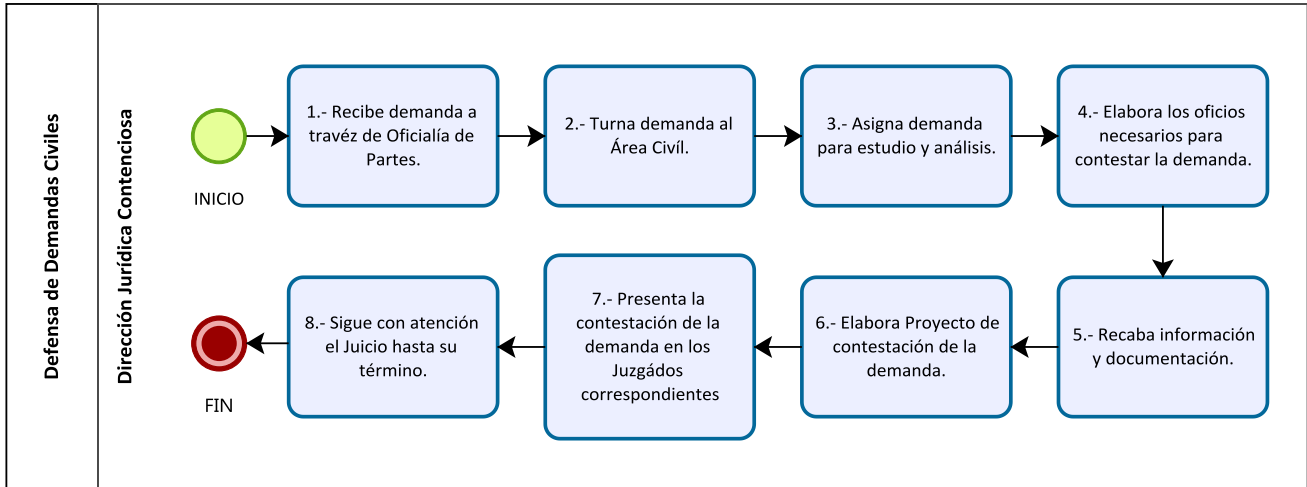 Defensa de Demandas Civiles
Dirección Jurídica Contenciosa
INICIO
1.- Recibe demanda a
travéz de Oficialía de
Partes.
2.- Turna demanda al
Área Civíl.
3.- Asigna demanda
para estudio y análisis.
4.- Elabora los oficios
necesarios para
contestar la demanda.
5.- Recaba información
y documentación.
6.- Elabora Proyecto de
contestación de la
demanda.
7.- Presenta la
contestación de la
demanda en los
Juzgádos
correspondientes
8.- Sigue con atención
el Juicio hasta su
término.
FIN